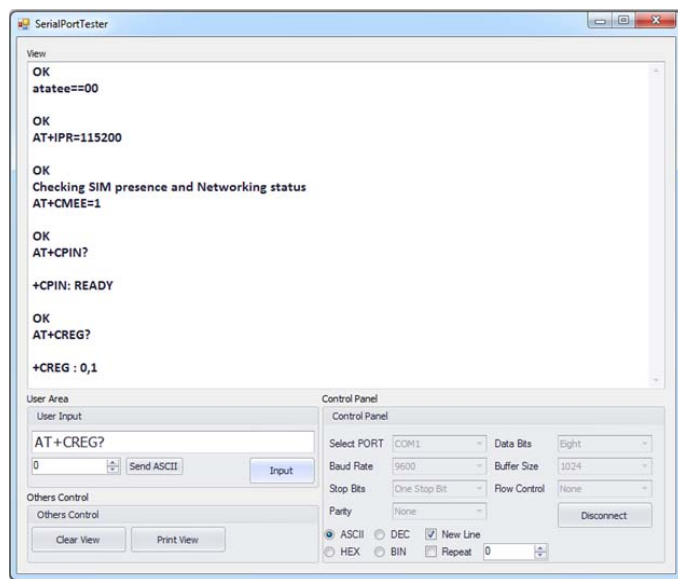 SerialPortTester
View
OK
atatee==00
OK
AT+IPR=115200
OK
Checking SIM presence and Networking status
AT+CMEE=1
OK
AT+CPIN?
+CPIN: READY
OK
AT+CREG?
+CREG : 0,1
User Area
User Input
AT+CREG?
0 Send ASCII Input
Others Control
Others Control
Clear View Print View
Control Panel
Control Panel
Select PORT COM1 Data Bits Eight
Baud Rate 9600 Buffer Size 1024
Stop Bits One Stop Bit Flow Control None
Parity None Disconnect
ASCII DEC New Line
HEX BIN Repeat 0